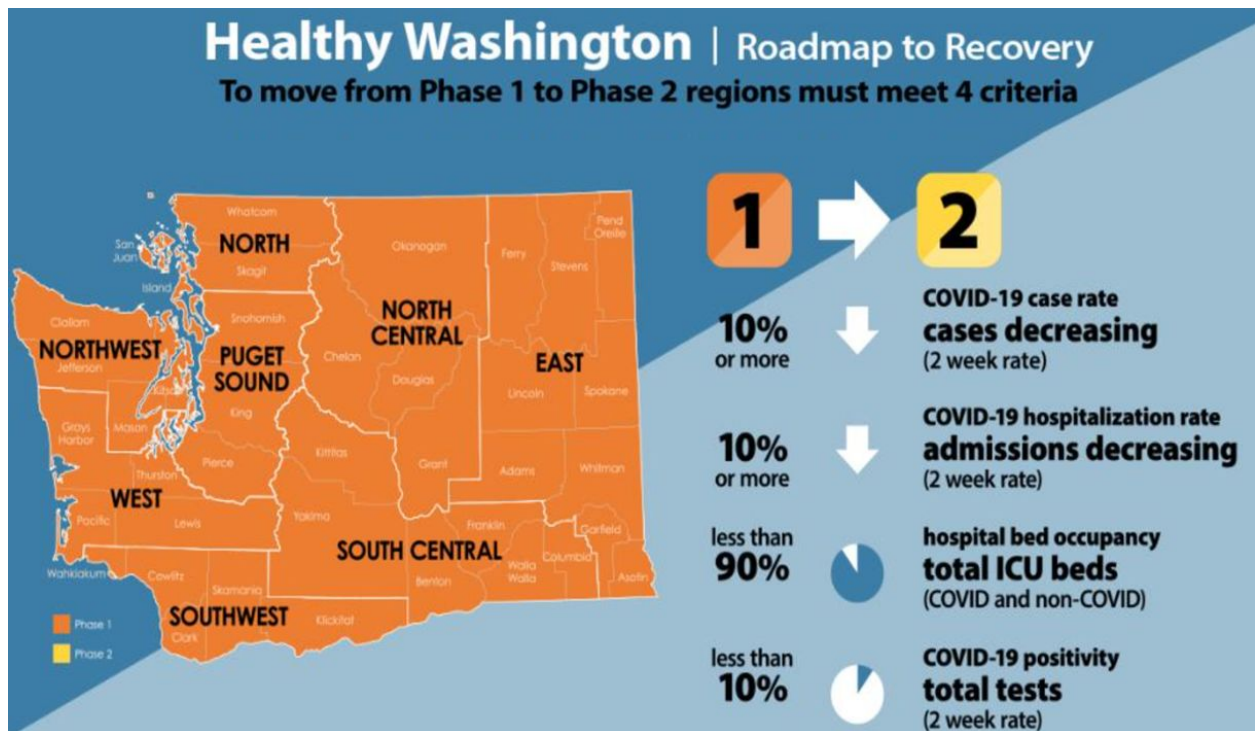 Healthy Washington | Roadmap to Recovery
To move from Phase 1 to Phase 2 regions must meet 4 criteria
Whatcom
NORTH
San
Juan
Skagit
Island
Okanogan
Ferry
Stevens
Pend
Oreille
Clallam
NORTHWEST
Jefferson
Snohomish
PUGET
SOUND
NORTH
CENTRAL
Chelan
Douglas
EAST
Kitsap
King
Lincoln
Spokane
Grays
Harbor
Mason
Pierce
Kittitas
Grant
Adams
Whitman
Thurston
WEST
Pacific
Lewis
Yakima
SOUTH CENTRAL
Franklin
Garfield
Wahkiakum
Cowlitz
Skamania
SOUTHWEST
Clark
Klickitat
Benton
Walla
Walla
Columbia
Asotin
Phase 1
Phase 2
1
2
10%
or more
COVID-19 case rate
cases decreasing
(2 week rate)
10%
or more
COVID-19 hospitalization rate
admissions decreasing
(2 week rate)
less than
90%
hospital bed occupancy
total ICU beds
(COVID and non-COVID)
less than
10%
COVID-19 positivity
total tests
(2 week rate)